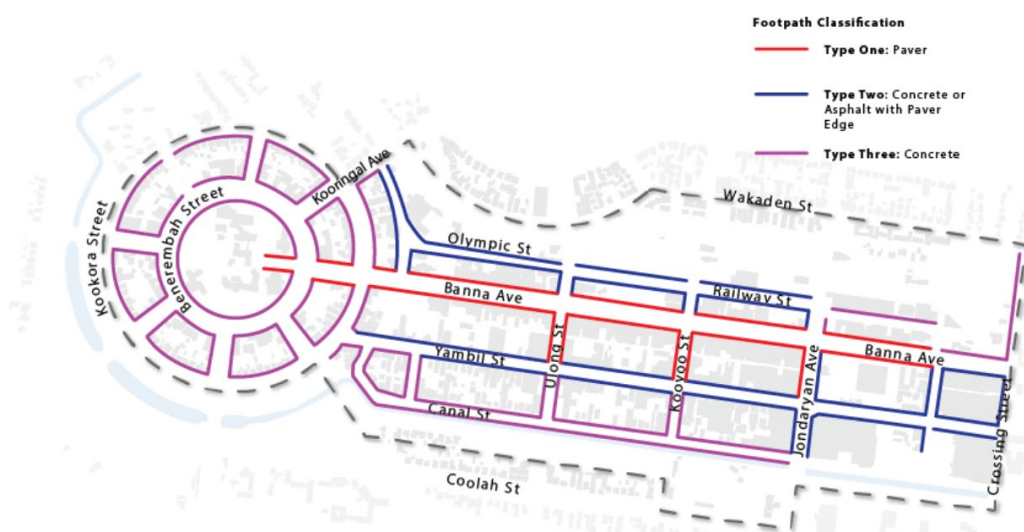 Footpath Classification
Type One: Paver
Type Two: Concrete or
Asphalt with Paver
Edge
Type Three: Concrete
Kooringal Ave
Wakaden St
Kookora Street
Benerembah Street
Olympic St
Railway St
Banna Ave
Banna Ave
Yambil St
Ulong St
Kooyoo St
Jondaryan Ave
Crossing Street
Canal St
Coolah St